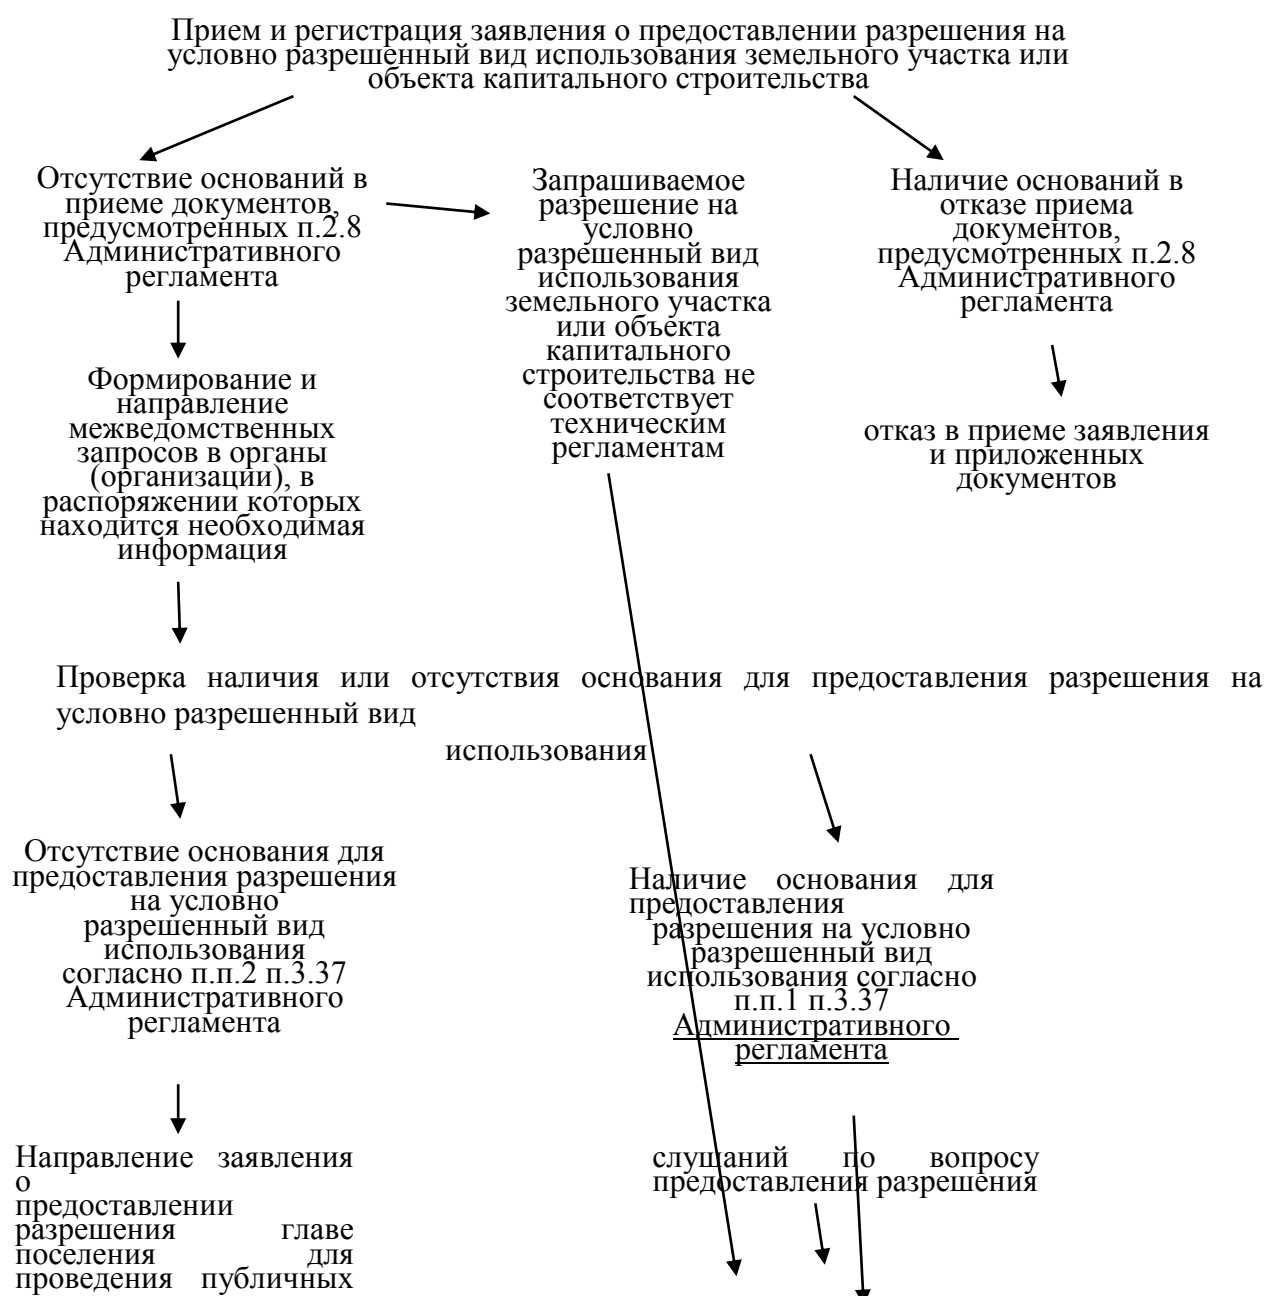 Прием и регистрация заявления о предоставлении разрешения на
условно разрешенный вид использования земельного участка или
объекта капитального строительства
Отсутствие оснований в
приеме документов,
предусмотренных п.2.8
Административного
регламента
Запрашиваемое
разрешение на
условно
разрешенный вид
использования
земельного участка
или объекта
капитального
строительства не
соответствует
техническим
регламентам
Наличие оснований в
отказе приема
документов,
предусмотренных п.2.8
Административного
регламента
Формирование и
направление
межведомственных
запросов в органы
(организации), в
распоряжении которых
находится необходимая
информация
отказ в приеме заявления
и приложенных
документов
Проверка наличия или отсутствия основания для предоставления разрешения на
условно разрешенный вид
использования
Отсутствие основания для
предоставления разрешения
на условно
разрешенный вид
использования
согласно п.п.2 п.3.37
Административного
регламента
Наличие основания для
предоставления
разрешения на условно
разрешенный вид
использования согласно
п.п.1 п.3.37
Административного
регламента
Направление заявления
о
предоставлении
разрешения главе
поселения для
проведения публичных
слушаний по вопросу
предоставления разрешения